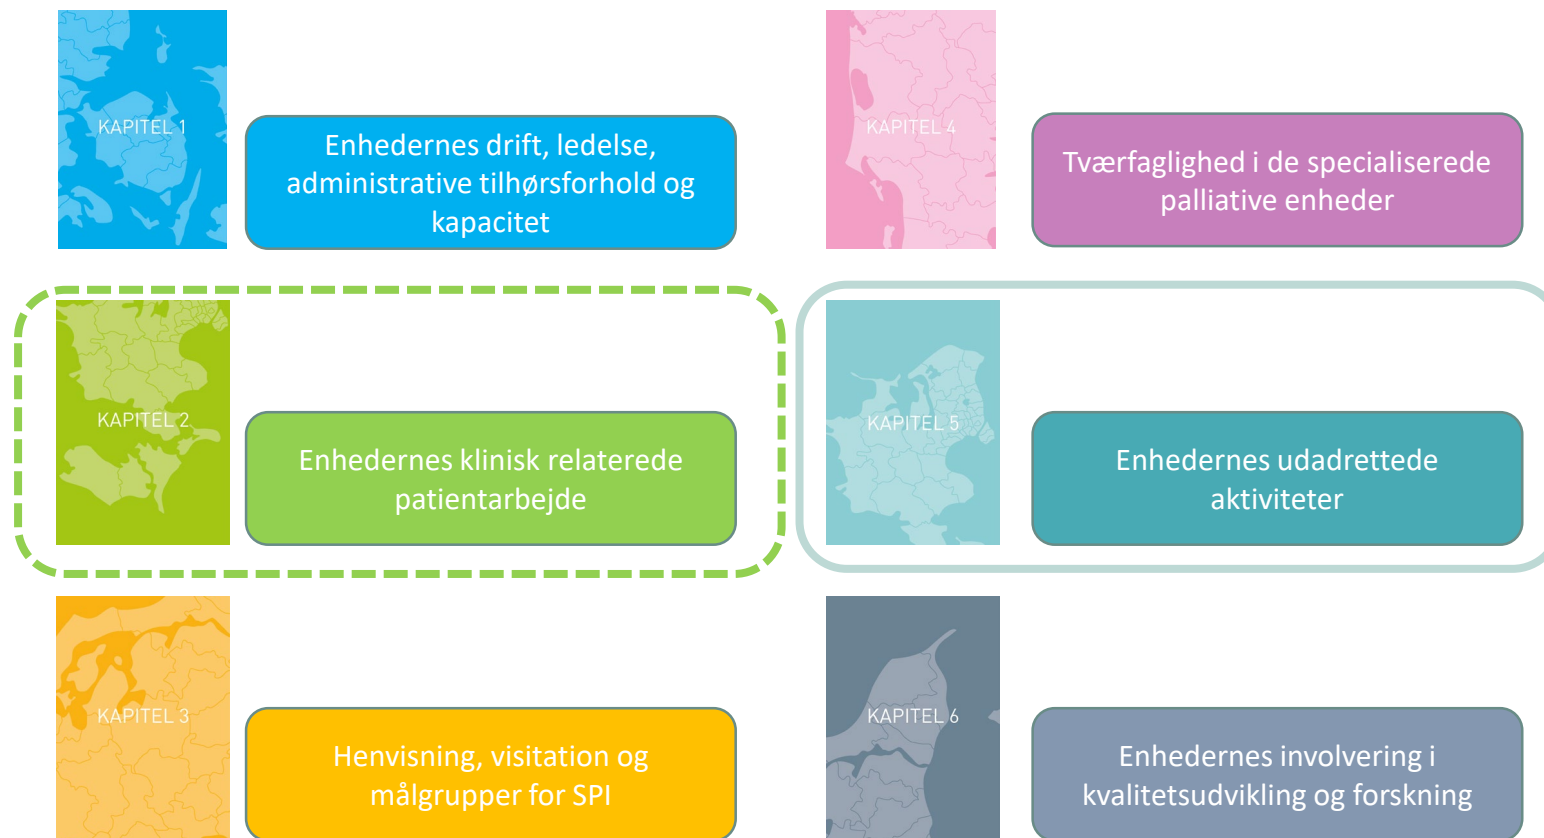 KAPITEL 1
Enhedernes drift, ledelse,
administrative tilhørsforhold og
kapacitet
KAPITEL 2
Enhedernes klinisk relaterede
patientarbejde
KAPITEL 3
Henvisning, visitation og
målgrupper for SPI
KAPITEL 4
Tværfaglighed i de specialiserede
palliative enheder
KAPITEL 5
Enhedernes udadrettede
aktiviteter
KAPITEL 6
Enhedernes involvering i
kvalitetsudvikling og forskning